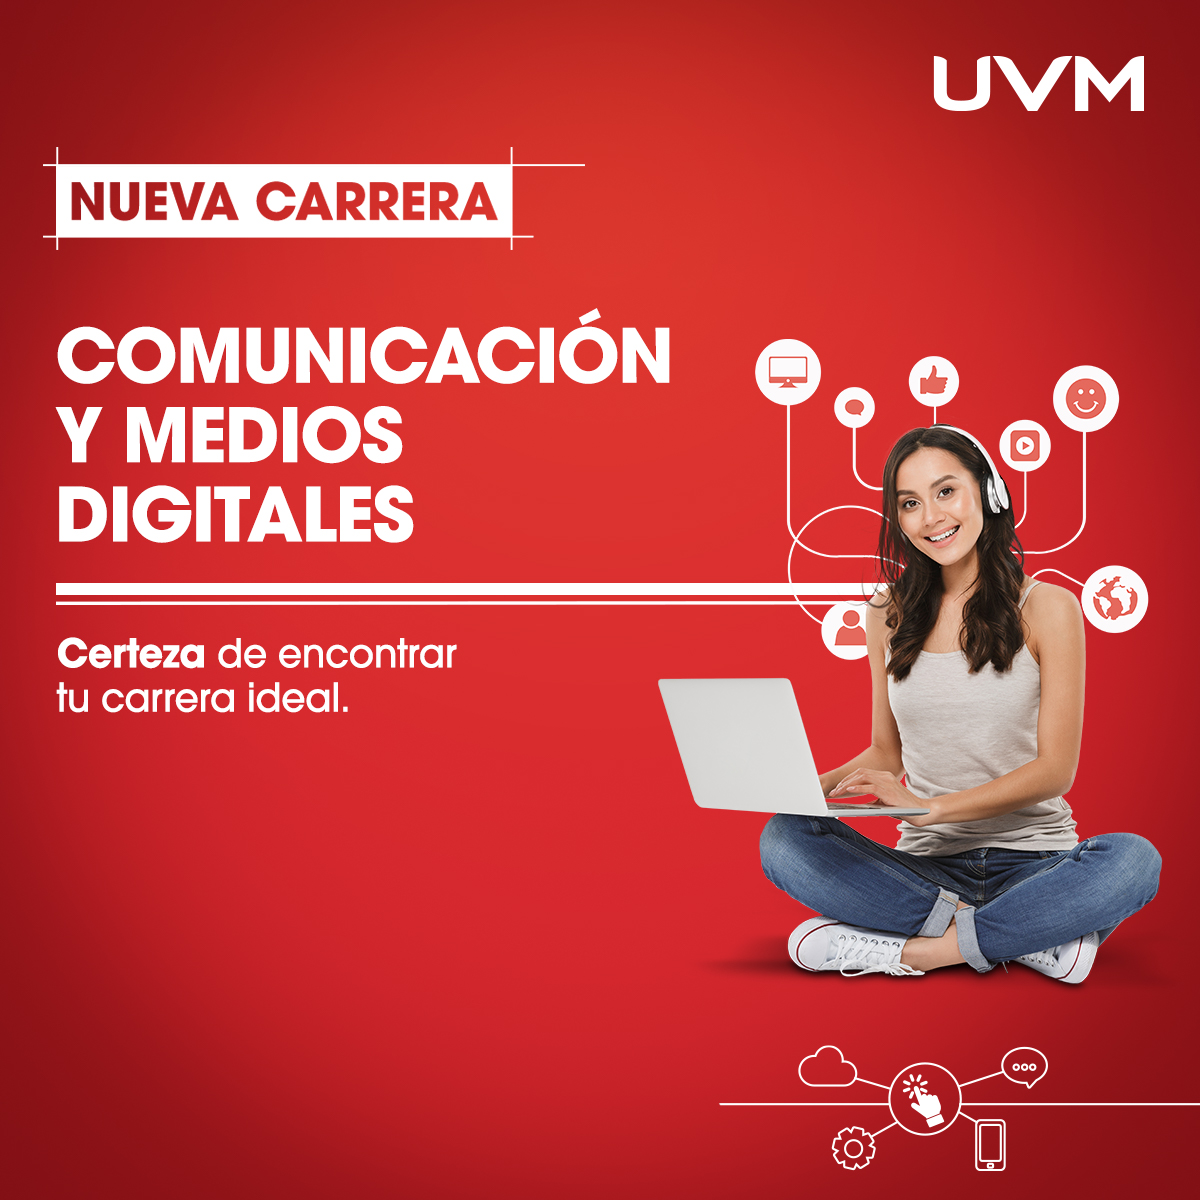 UVM
NUEVA CARRERA
COMUNICACIÓN
Y MEDIOS
DIGITALES
Certeza de encontrar
tu carrera ideal.